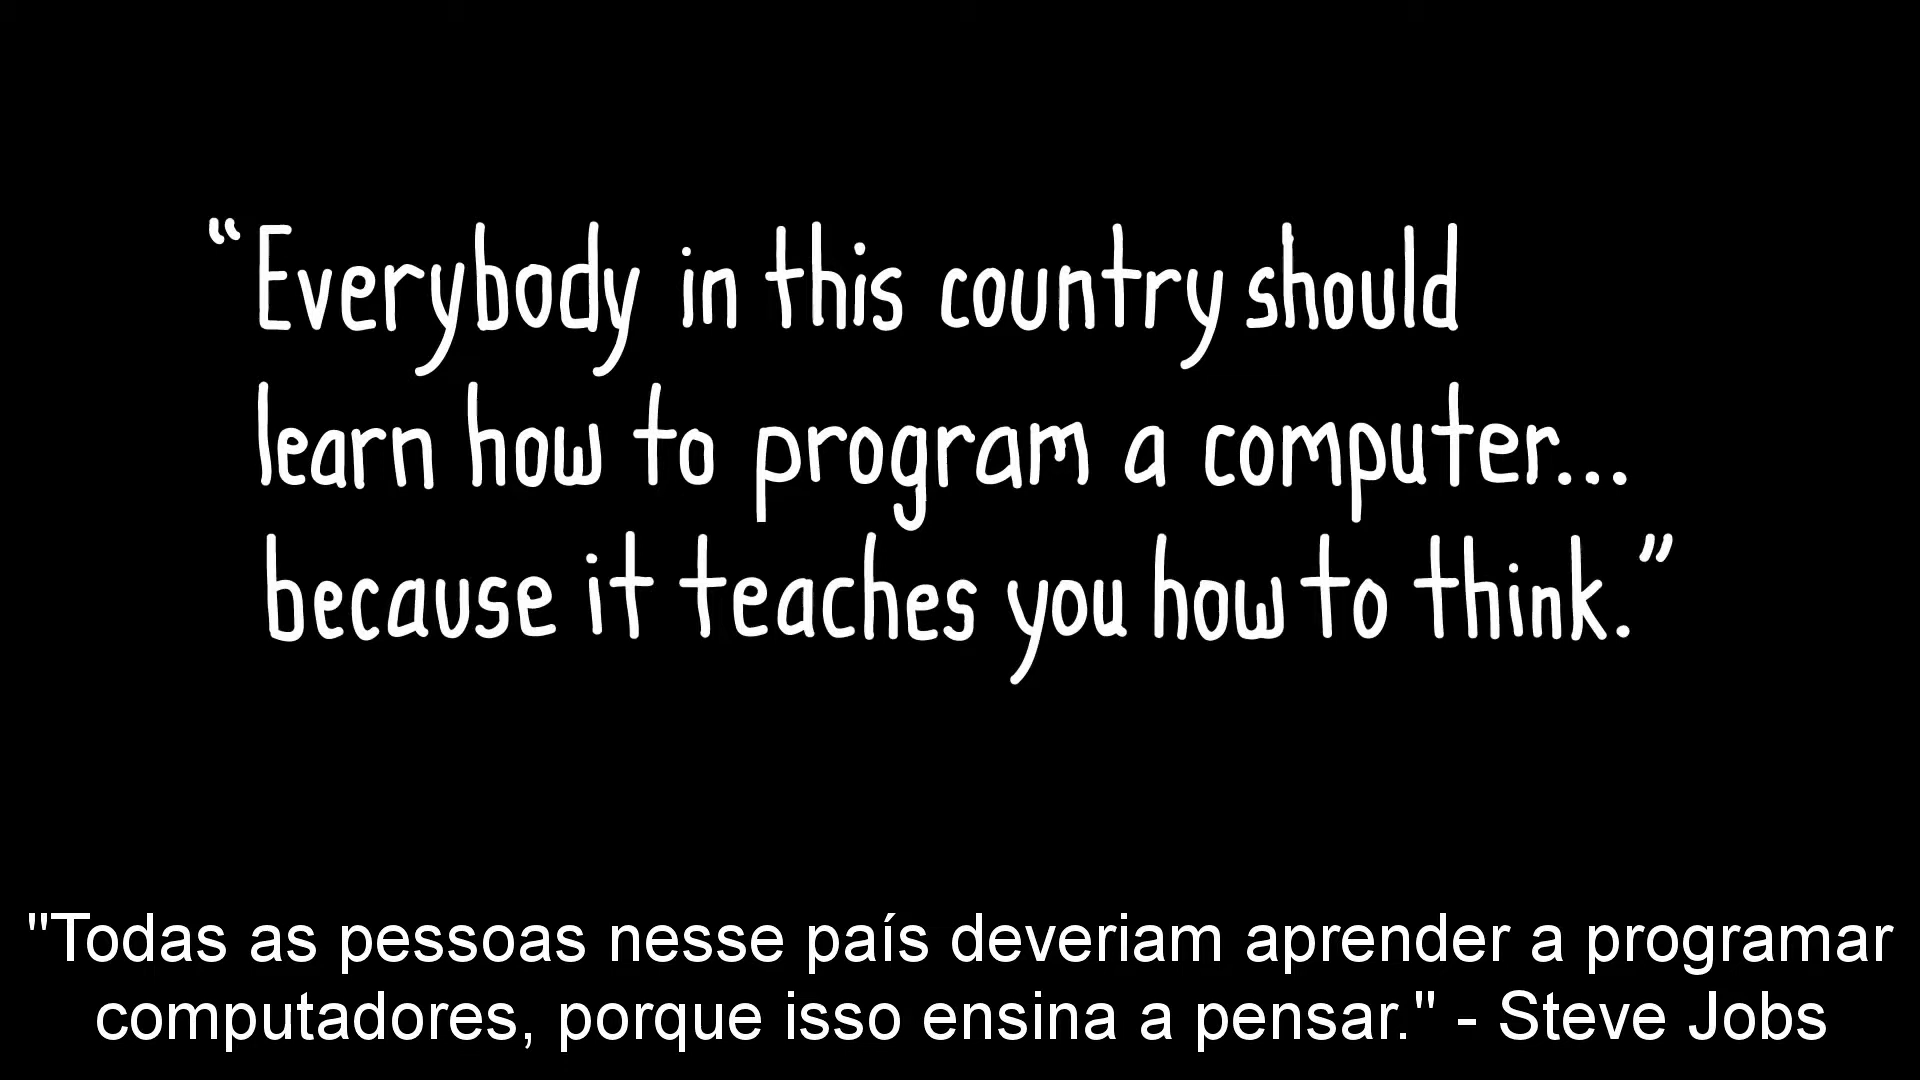 “Everybody in this country should
learn how to program a computer...
because it teaches you how to think.”
"Todas as pessoas nesse país deveriam aprender a programar
computadores, porque isso ensina a pensar." - Steve Jobs